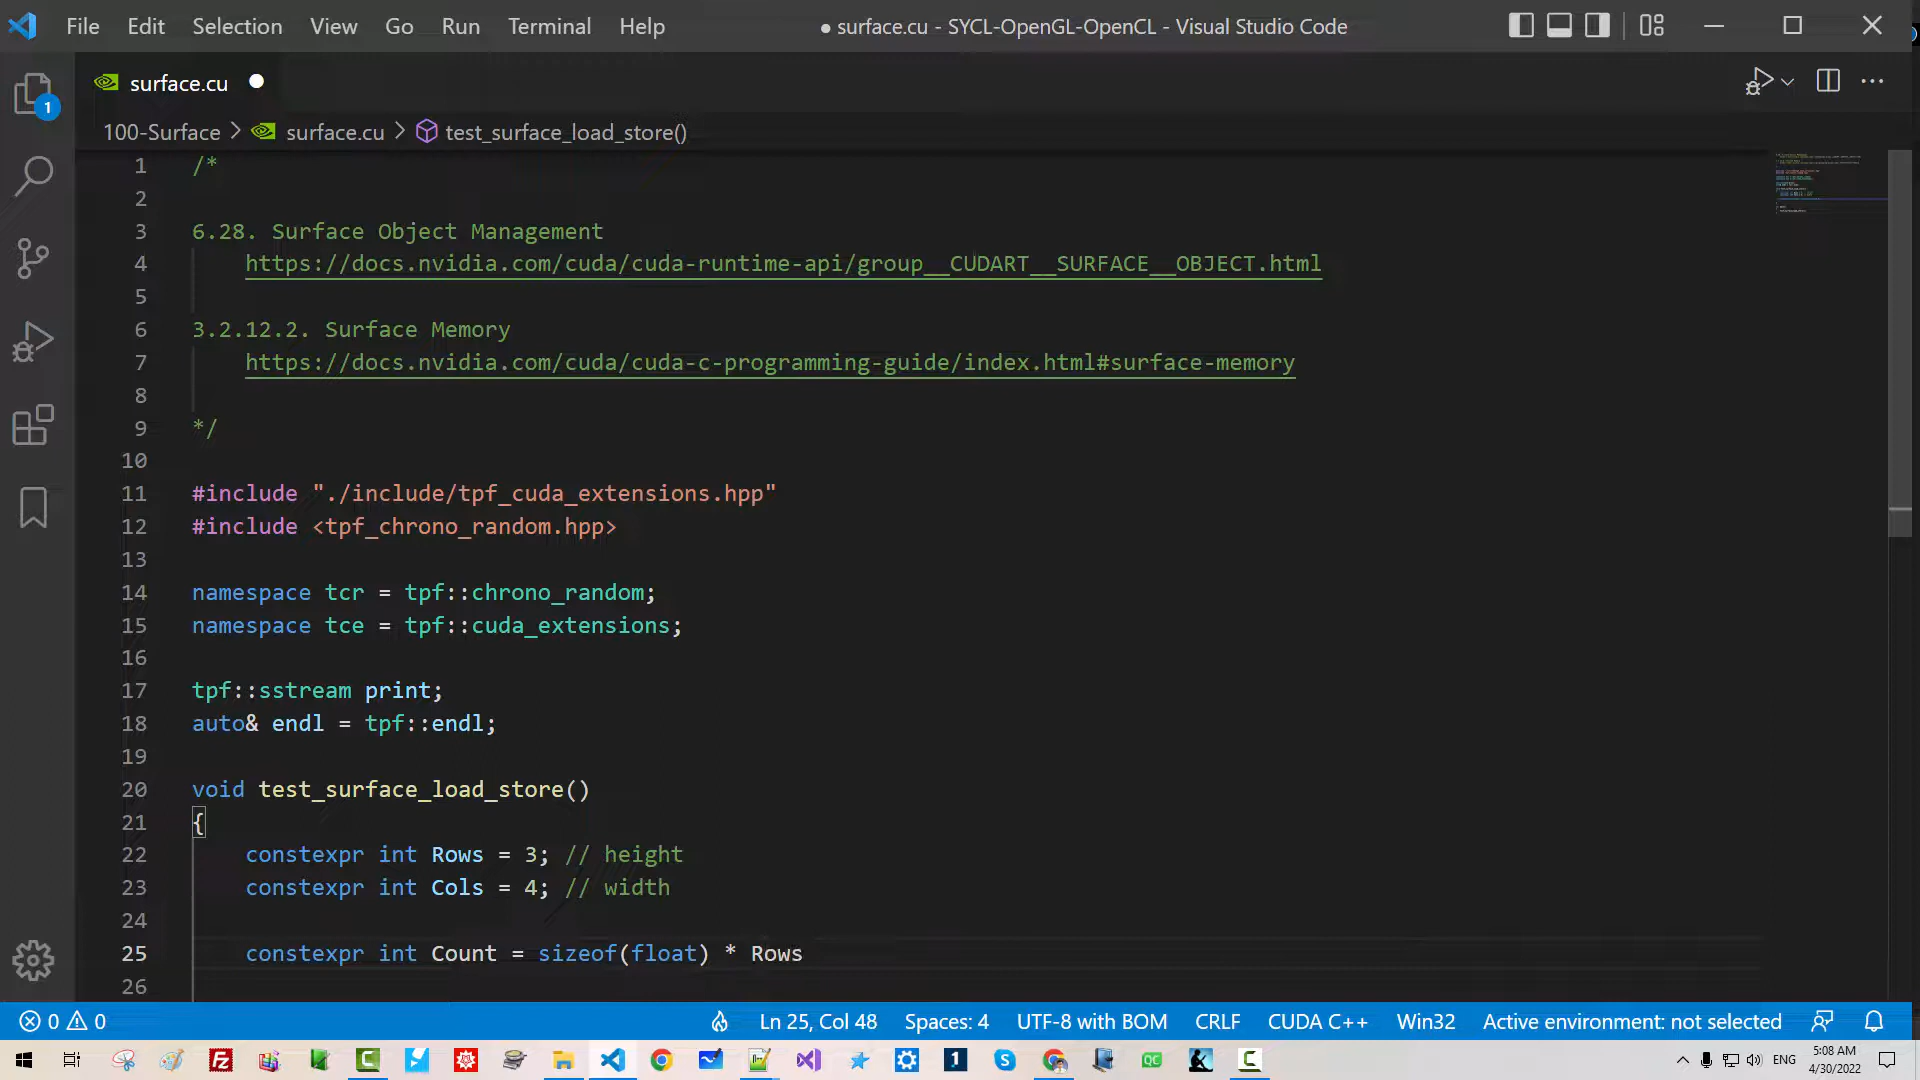 File Edit Selection View Go Run Terminal Help ● surface.cu - SYCL-OpenGL-OpenCL - Visual Studio Code
surface.cu
100-Surface > surface.cu > test_surface_load_store()
1
1 /*
2
3 6.28. Surface Object Management
4 https://docs.nvidia.com/cuda/cuda-runtime-api/group__CUDART__SURFACE__OBJECT.html
5
6 3.2.12.2. Surface Memory
7 https://docs.nvidia.com/cuda/cuda-c-programming-guide/index.html#surface-memory
8
9 */
10
11 #include "./include/tpf_cuda_extensions.hpp"
12 #include <tpf_chrono_random.hpp>
13
14 namespace tcr = tpf::chrono_random;
15 namespace tce = tpf::cuda_extensions;
16
17 tpf::sstream print;
18 auto& endl = tpf::endl;
19
20 void test_surface_load_store()
21 {
22 constexpr int Rows = 3; // height
23 constexpr int Cols = 4; // width
24
25 constexpr int Count = sizeof(float) * Rows
26
0 0 Ln 25, Col 48 Spaces: 4 UTF-8 with BOM CRLF CUDA C++ Win32 Active environment: not selected
ENG 5:08 AM
4/30/2022